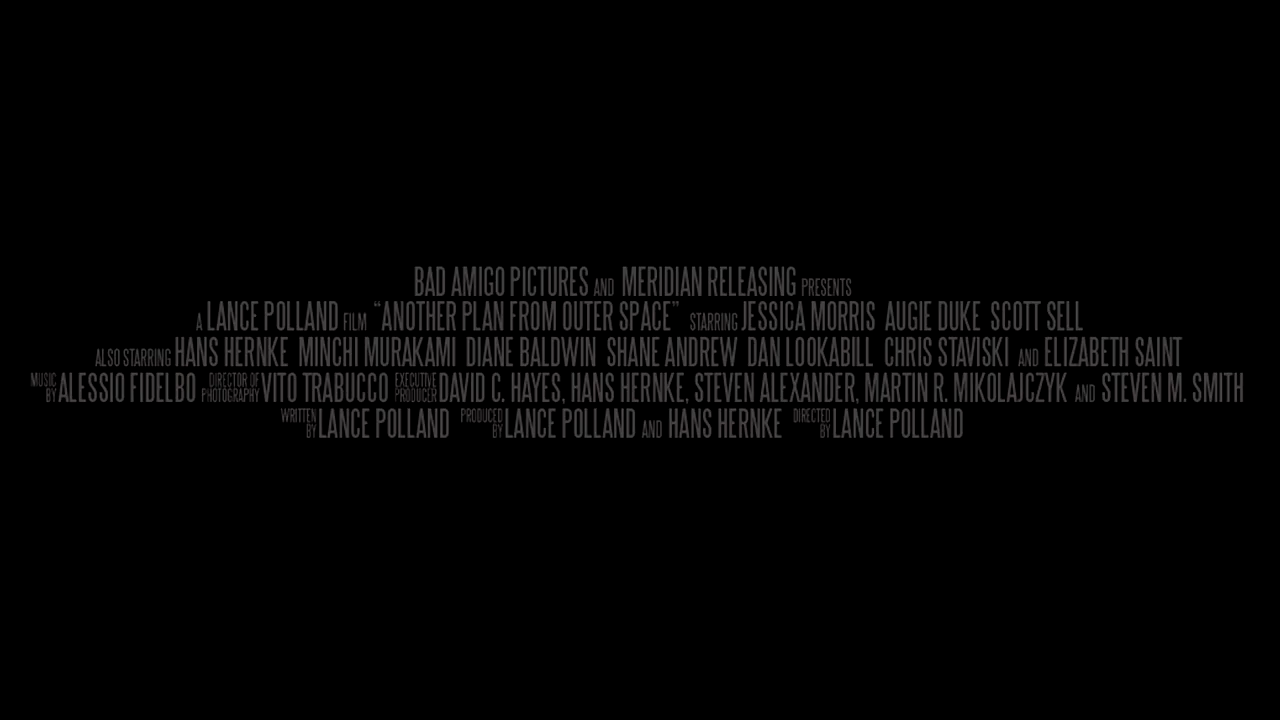 BAD AMIGO PICTURES AND MERIDIAN RELEASING PRESENTS
A LANCE POLLAND FILM "ANOTHER PLAN FROM OUTER SPACE" STARRING JESSICA MORRIS AUGIE DUKE SCOTT SELL
ALSO STARRING HANS HERNKE MINCHI MURAKAMI DIANE BALDWIN SHANE ANDREW DAN LOOKABILL CHRIS STAVISKI AND ELIZABETH SAINT
MUSIC BY ALESSIO FIDELBO DIRECTOR OF PHOTOGRAPHY VITO TRABUCCO EXECUTIVE PRODUCER DAVID C. HAYES, HANS HERNKE, STEVEN ALEXANDER, MARTIN R. MIKOLAJCZYK AND STEVEN M. SMITH
WRITTEN BY LANCE POLLAND PRODUCED BY LANCE POLLAND AND HANS HERNKE DIRECTED BY LANCE POLLAND